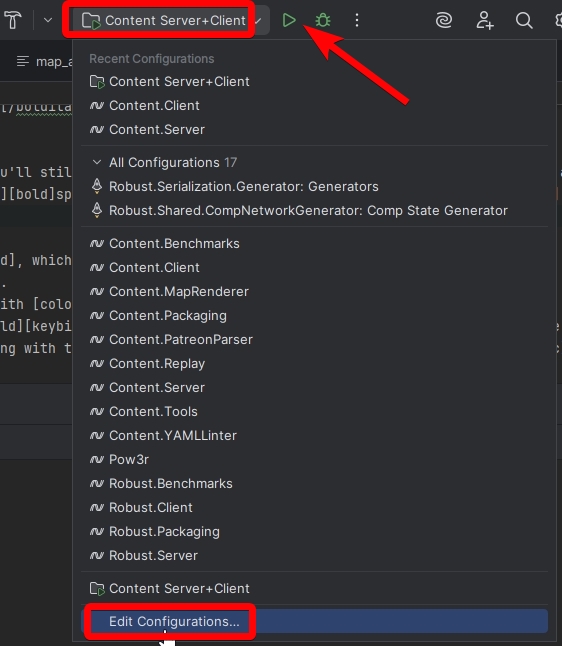 Content Server+Client
Recent Configurations
map_a
Content Server+Client
[/boldita
Content.Client
Content.Server
All Configurations 17
u'll stil
Robust.Serialization.Generator: Generators
][bold]sp
Robust.Shared.CompNetworkGenerator: Comp State Generator
Content.Benchmarks
d], whic
Content.Client
Content.MapRenderer
ith [colo
Content.Packaging
ld][keybi
Content.PatreonParser
ng with t
Content.Replay
Content.Server
Content.Tools
Content.YAMLLinter
Pow3r
Robust.Benchmarks
Robust.Client
Robust.Packaging
Robust.Server
Content Server+Client
Edit Configurations...